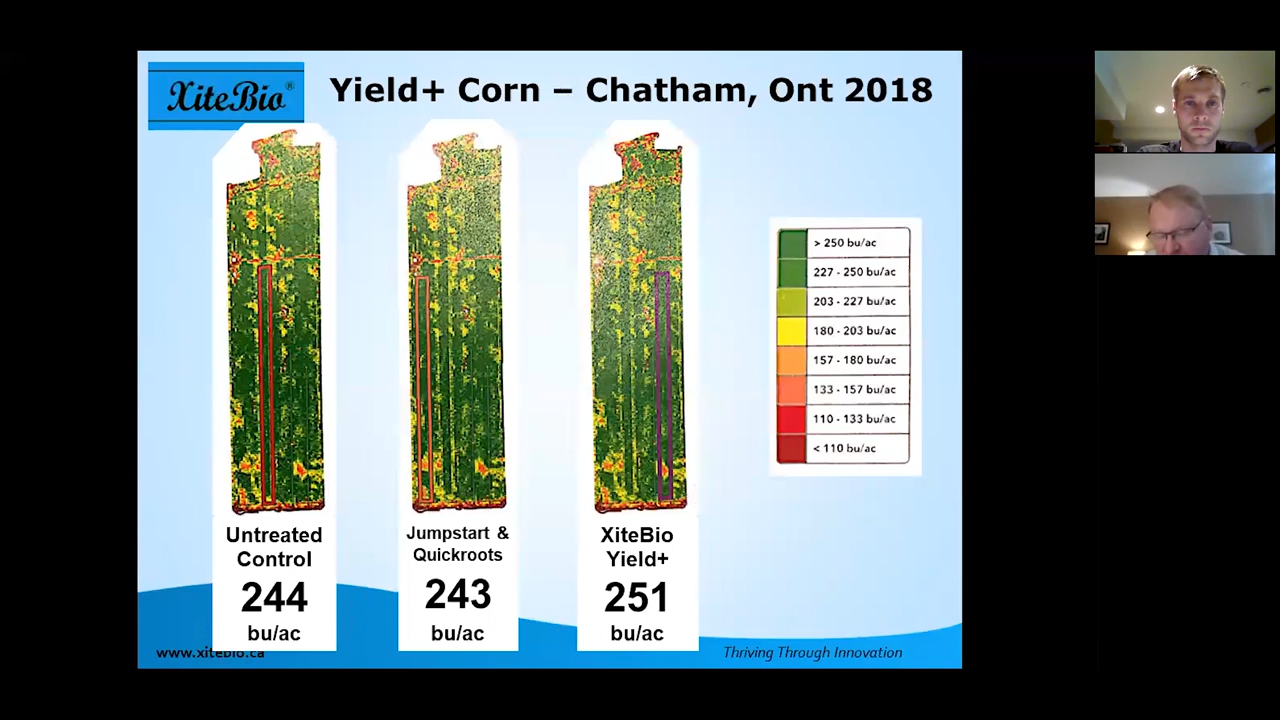 XiteBio®
Yield+ Corn – Chatham, Ont 2018
> 250 bu/ac
227 - 250 bu/ac
203 - 227 bu/ac
180 - 203 bu/ac
157 - 180 bu/ac
133 - 157 bu/ac
110 - 133 bu/ac
< 110 bu/ac
Untreated
Control
244
bu/ac
Jumpstart &
Quickroots
243
bu/ac
XiteBio
Yield+
251
bu/ac
www.xitebio.ca
Thriving Through Innovation